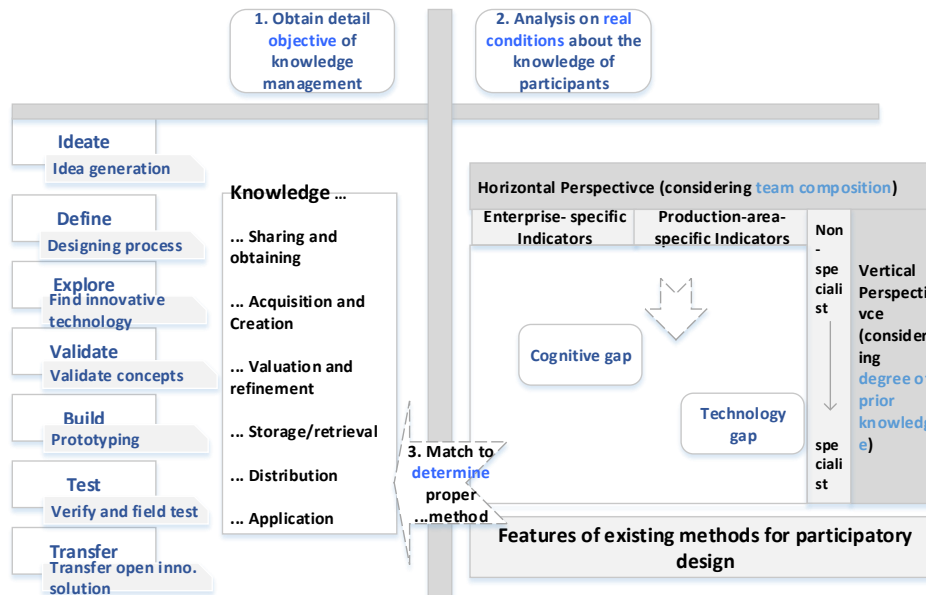 1. Obtain detail
objective of
knowledge
management
2. Analysis on real
conditions about the
knowledge of
participants
Ideate
Idea generation
Define
Designing process
Explore
Find innovative
technology
Validate
Validate concepts
Build
Prototyping
Test
Verify and field test
Transfer
Transfer open inno.
solution
Knowledge ...
... Sharing and
obtaining
... Acquisition and
Creation
... Valuation and
refinement
... Storage/retrieval
... Distribution
... Application
3. Match to
determine
proper
...method
Horizontal Perspectivce (considering team composition)
Enterprise- specific
Indicators
Production-area-
specific Indicators
Non
-
spe
ciali
st
spe
ciali
st
Cognitive gap
Technology
gap
Vertical
Perspecti
vce
(consider
ing
degree of
prior
knowledg
e)
Features of existing methods for participatory
design